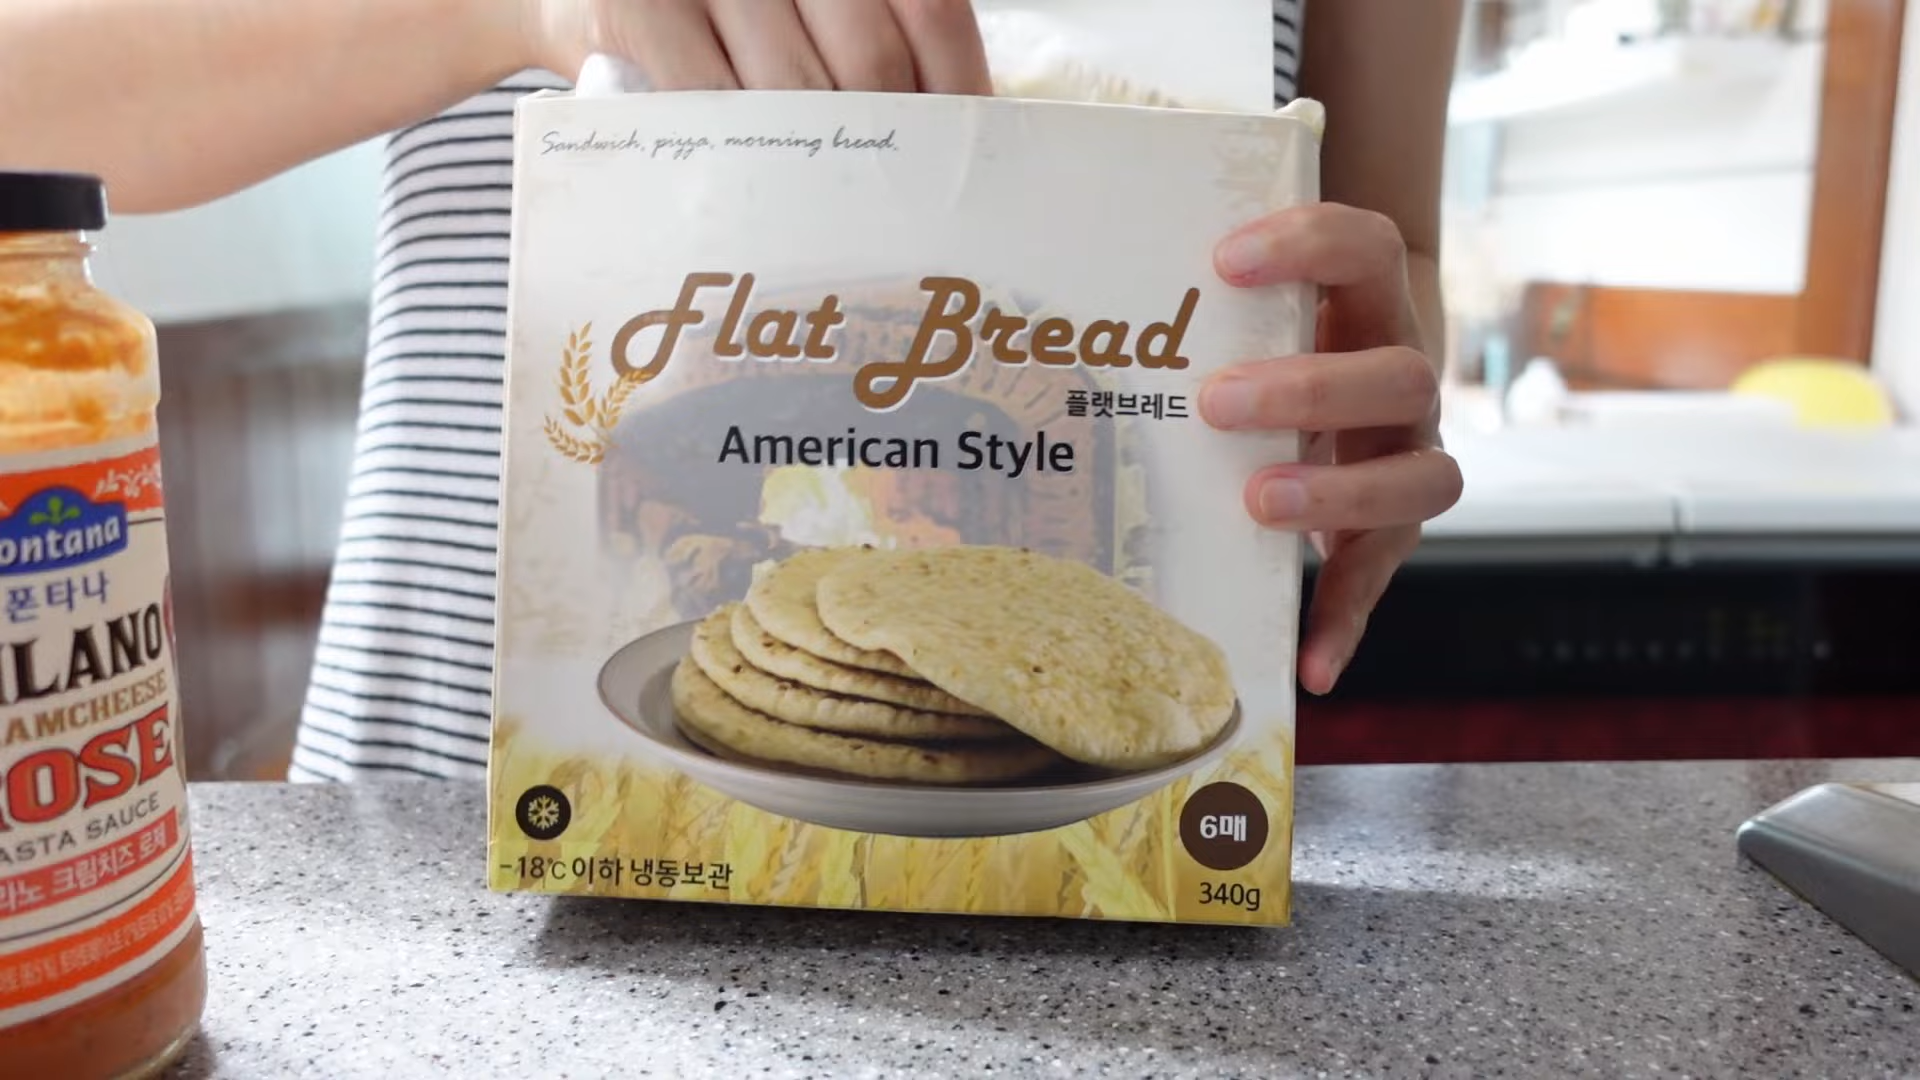 Sandwich, pizza, morning bread.
Flat Bread
플랫브레드
American Style
6매
340g
-18℃이하 냉동보관
ontana
폰타나
ILANO
AMCHEESE
ROSE
ASTA SAUCE
라노 크림치즈 로제